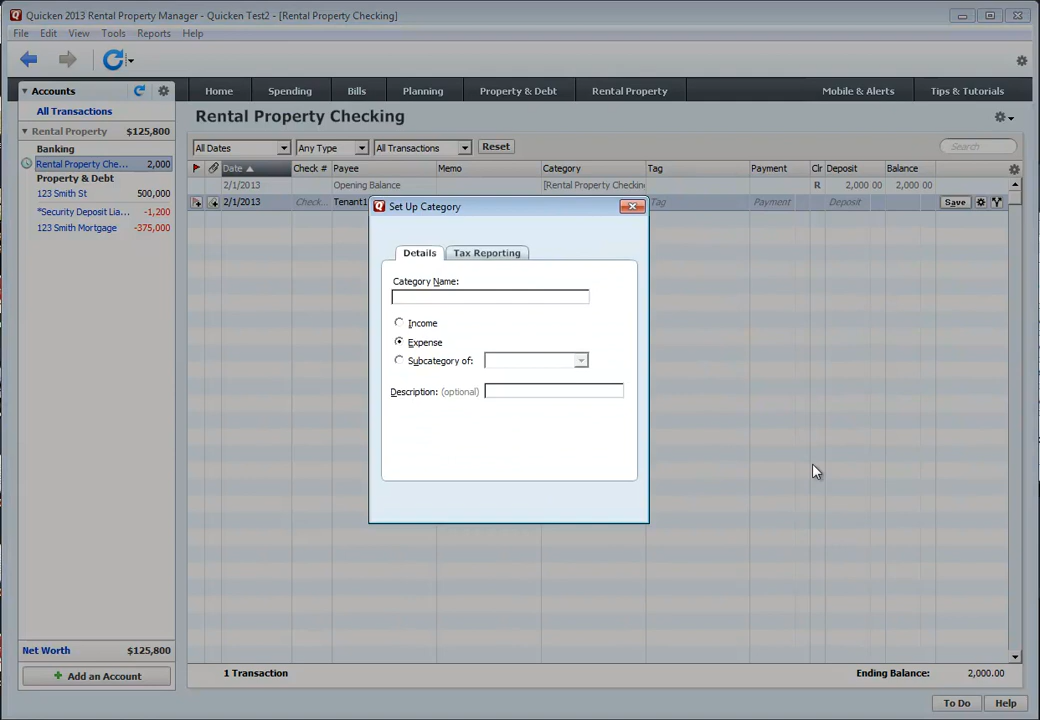 Quicken 2013 Rental Property Manager - Quicken Test2 - [Rental Property Checking]
File Edit View Tools Reports Help
Accounts
Home Spending Bills Planning Property & Debt Rental Property Mobile & Alerts Tips & Tutorials
All Transactions
Rental Property $125,800
Banking
Rental Property Che... 2,000
Property & Debt
123 Smith St 500,000
*Security Deposit Lia... -1,200
123 Smith Mortgage -375,000
Net Worth $125,800
Add an Account
Rental Property Checking
All Dates Any Type All Transactions Reset Search
Date Check # Payee Memo Category Tag Payment Clr Deposit Balance
2/1/2013 Opening Balance [Rental Property Checkin R 2,000 00 2,000 00
2/1/2013 Check... Tenant1 Tag Payment Deposit Save
Set Up Category
Details Tax Reporting
Category Name:
Income
Expense
Subcategory of:
Description: (optional)
1 Transaction Ending Balance: 2,000.00
To Do Help